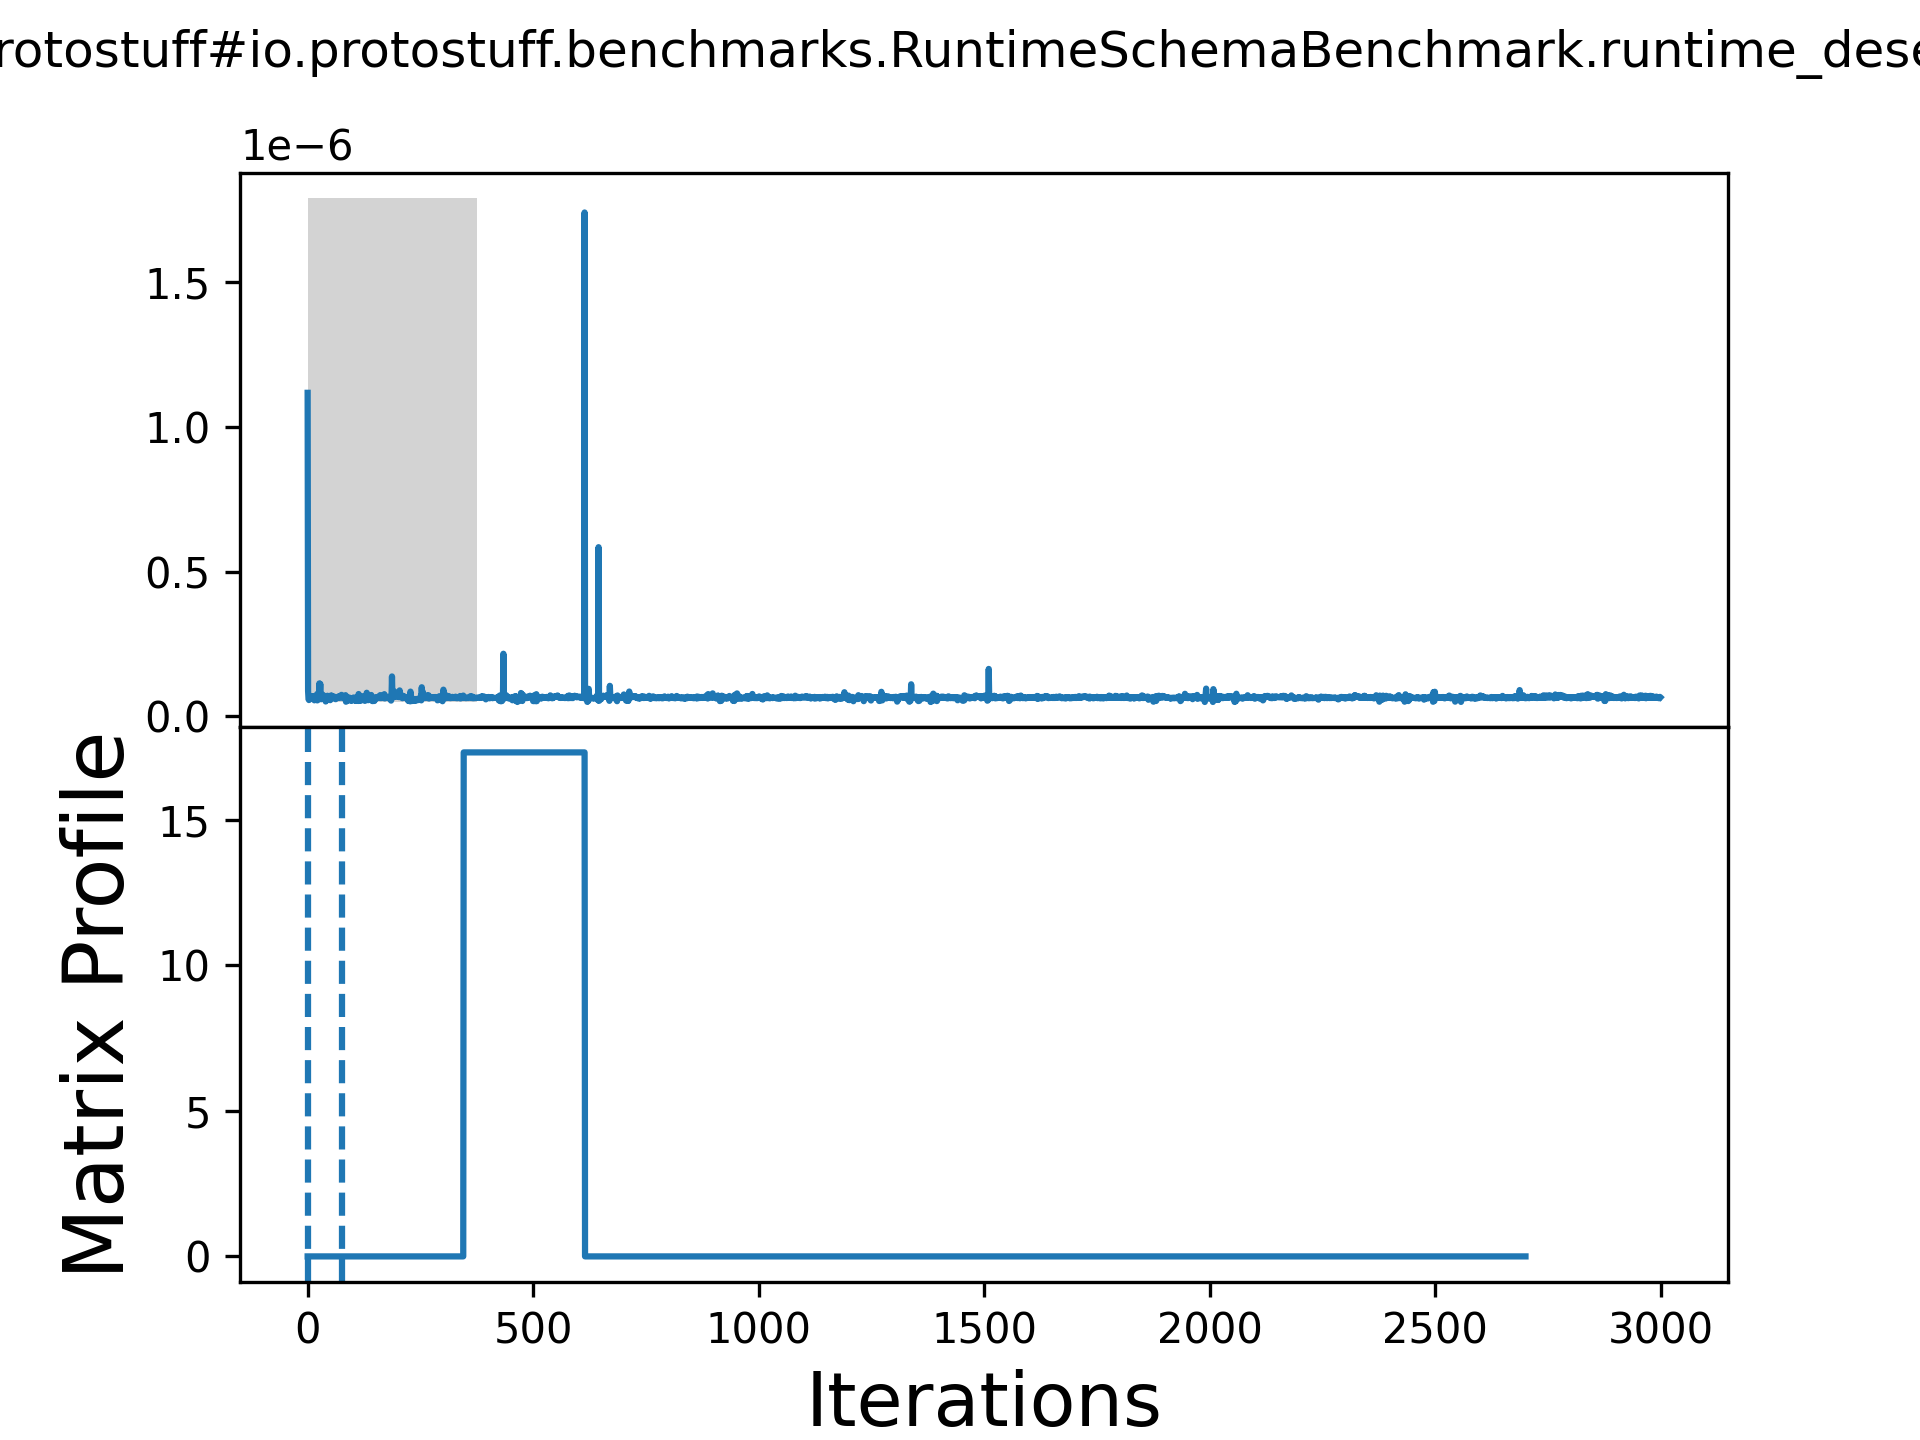 rotostuff#io.protostuff.benchmarks.RuntimeSchemaBenchmark.runtime_dese
1e−6
1.5
1.0
0.5
0.0
Matrix Profile
15
10
5
0
0 500 1000 1500 2000 2500 3000
Iterations